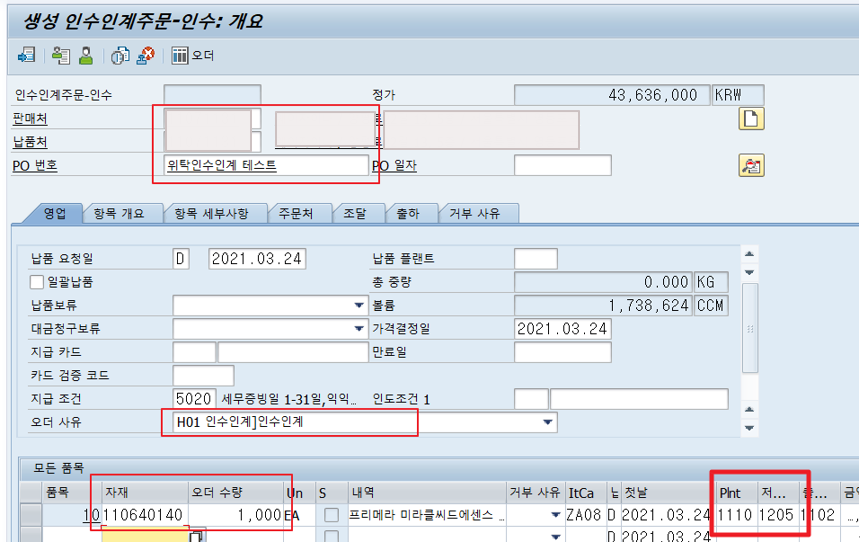 생성 인수인계주문-인수: 개요
오더
인수인계주문-인수 정가 43,636,000 KRW
판매처
납품처
PO 번호 위탁인수인계 테스트 PO 일자
영업 항목 개요 항목 세부사항 주문처 조달 출하 거부 사유
납품 요청일 D 2021.03.24 납품 플랜트
일괄납품 총 중량 0.000 KG
납품보류 볼륨 1,738,624 CCM
대금청구보류 가격결정일 2021.03.24
지급 카드 만료일
카드 검증 코드
지급 조건 5020 세무증빙일 1-31일,익익… 인도조건 1
오더 사유 H01 인수인계]인수인계
모든 품목
품목 자재 오더 수량 Un S 내역 거부 사유 ItCa 납 첫날 Plnt 저… 출… 금액
10 110640140 1,000 EA 프리메라 미라클씨드에센스 … ZA08 D 2021.03.24 1110 1205 1102
D 2021.03.24